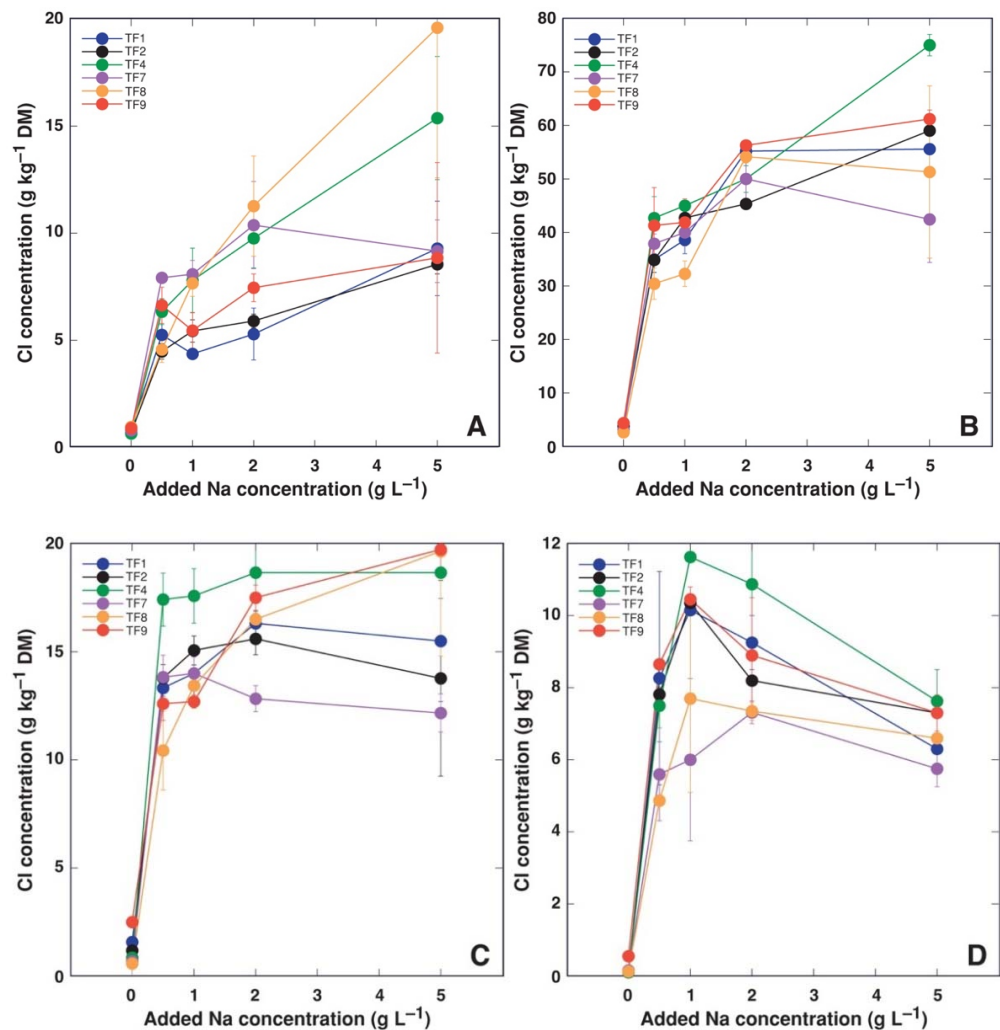 20
15
10
5
0
TF1
TF2
TF4
TF7
TF8
TF9
Cl concentration (g kg⁻¹ DM)
A
0 1 2 3 4 5
Added Na concentration (g L⁻¹)
80
70
60
50
40
30
20
10
0
TF1
TF2
TF4
TF7
TF8
TF9
Cl concentration (g kg⁻¹ DM)
B
0 1 2 3 4 5
Added Na concentration (g L⁻¹)
20
15
10
5
0
TF1
TF2
TF4
TF7
TF8
TF9
Cl concentration (g kg⁻¹ DM)
C
0 1 2 3 4 5
Added Na concentration (g L⁻¹)
12
10
8
6
4
2
0
TF1
TF2
TF4
TF7
TF8
TF9
Cl concentration (g kg⁻¹ DM)
D
0 1 2 3 4 5
Added Na concentration (g L⁻¹)